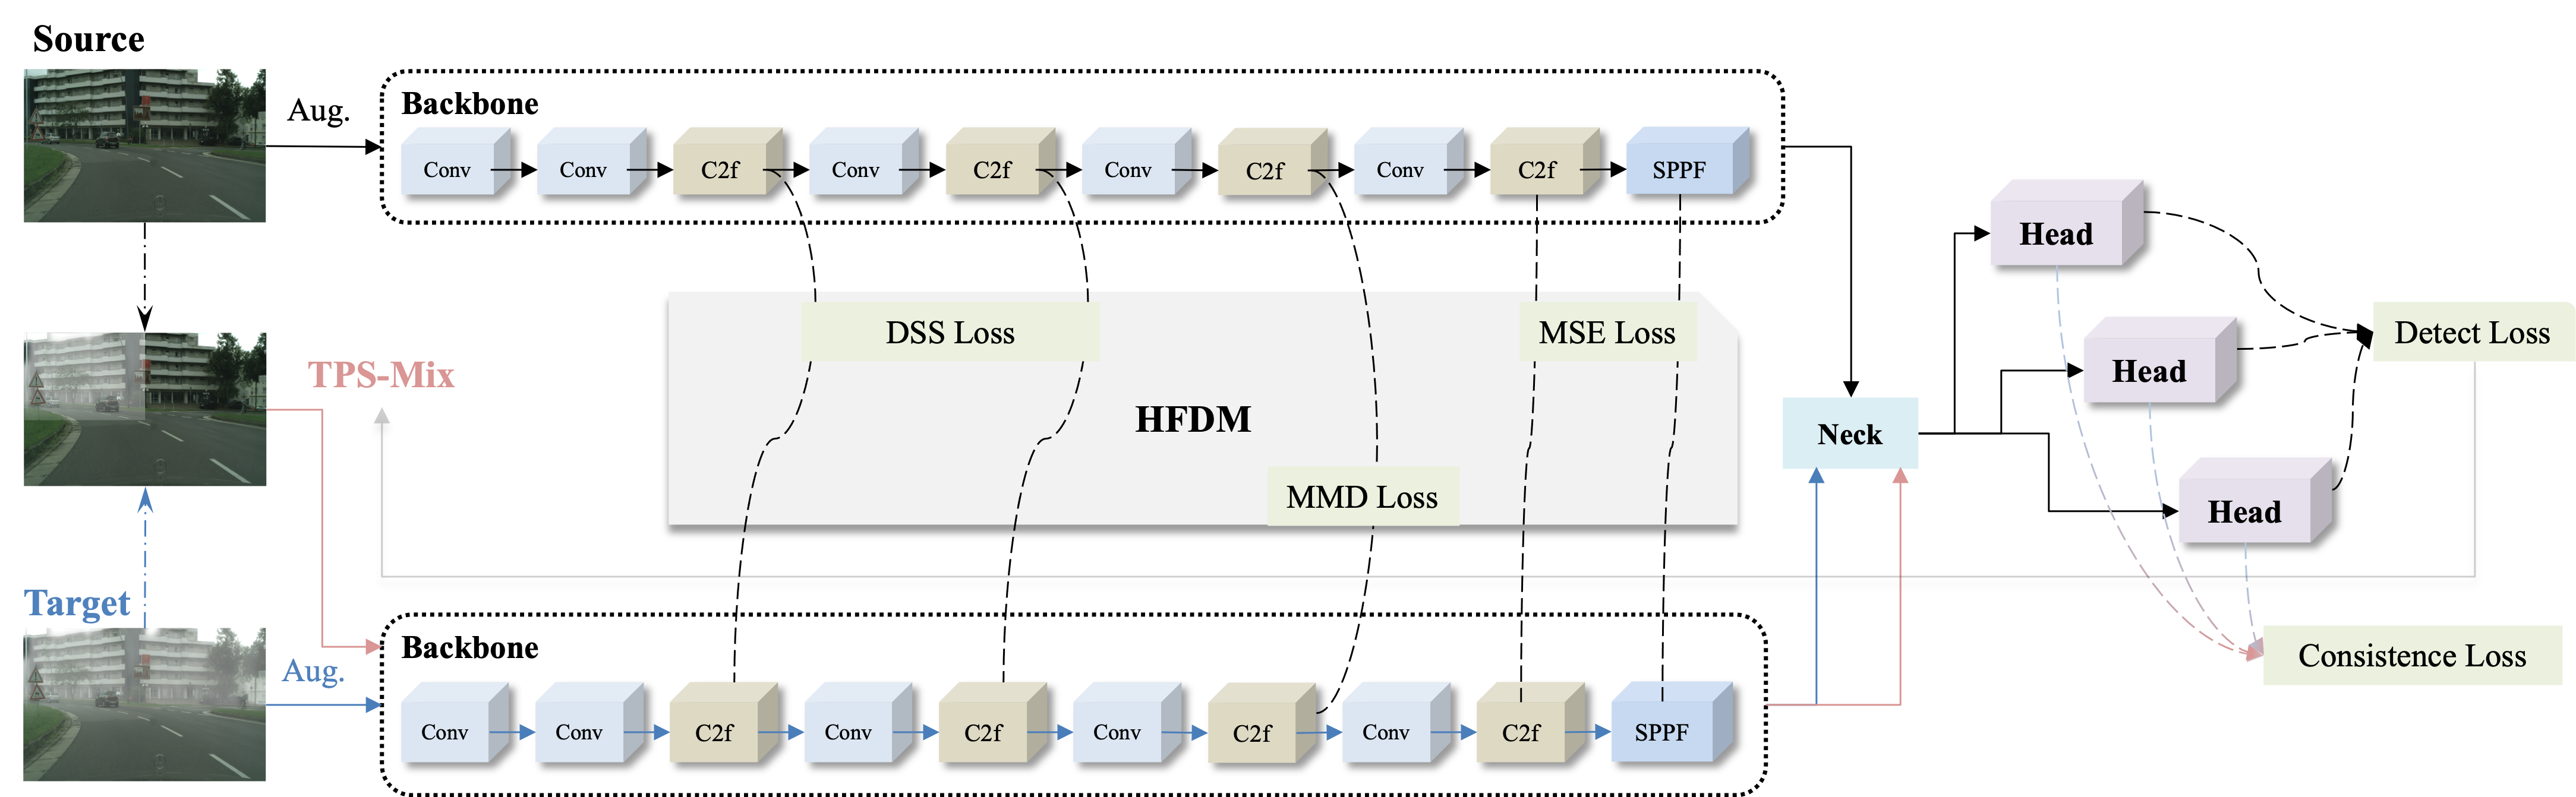 Source
Aug.
Backbone
Conv
Conv
C2f
Conv
C2f
Conv
C2f
Conv
C2f
SPPF
Head
DSS Loss
MSE Loss
Detect Loss
TPS-Mix
Head
HFDM
Neck
MMD Loss
Head
Target
Aug.
Backbone
Consistence Loss
Conv
Conv
C2f
Conv
C2f
Conv
C2f
Conv
C2f
SPPF